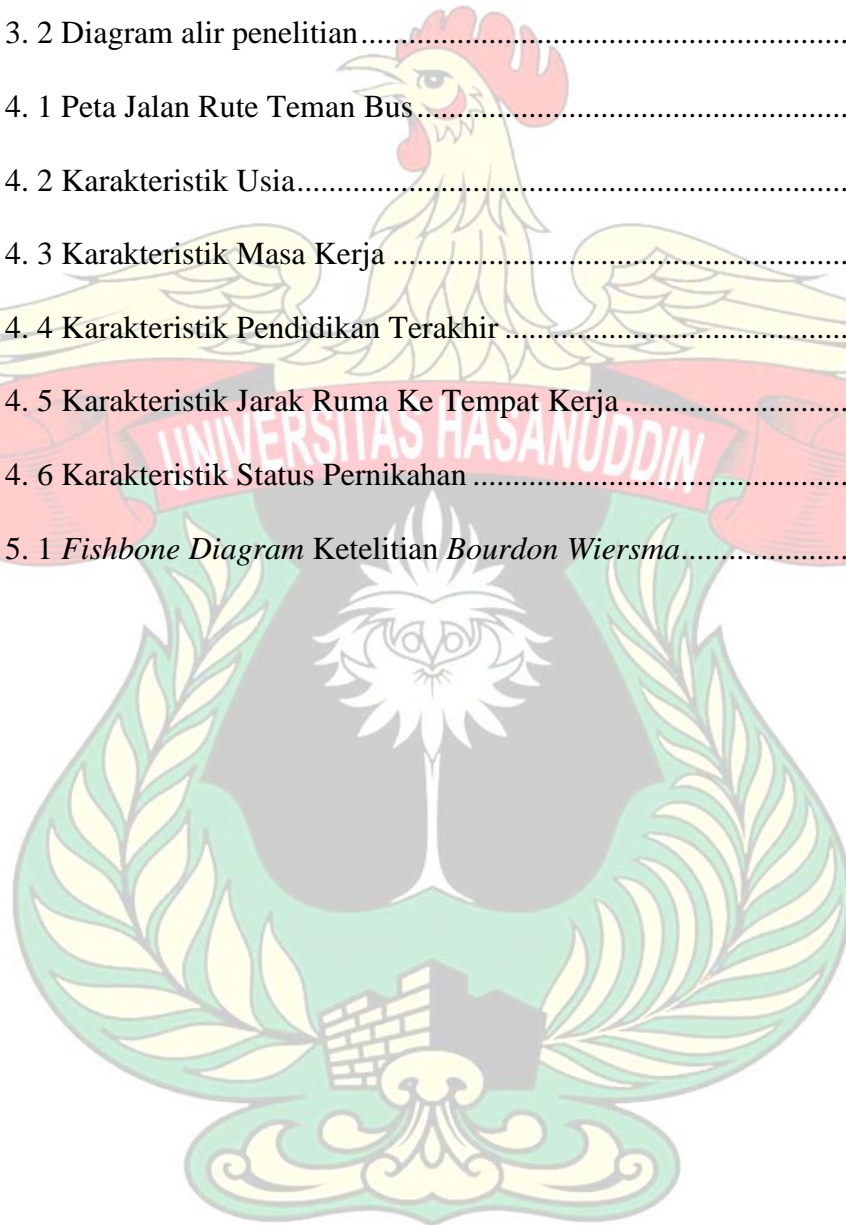 3. 2 Diagram alir penelitian.......................................................................
4. 1 Peta Jalan Rute Teman Bus................................................................
4. 2 Karakteristik Usia................................................................................
4. 3 Karakteristik Masa Kerja ...................................................................
4. 4 Karakteristik Pendidikan Terakhir ....................................................
4. 5 Karakteristik Jarak Ruma Ke Tempat Kerja ...................................
UNIVERSITAS HASANUDDIN
4. 6 Karakteristik Status Pernikahan ........................................................
5. 1 Fishbone Diagram Ketelitian Bourdon Wiersma...........................